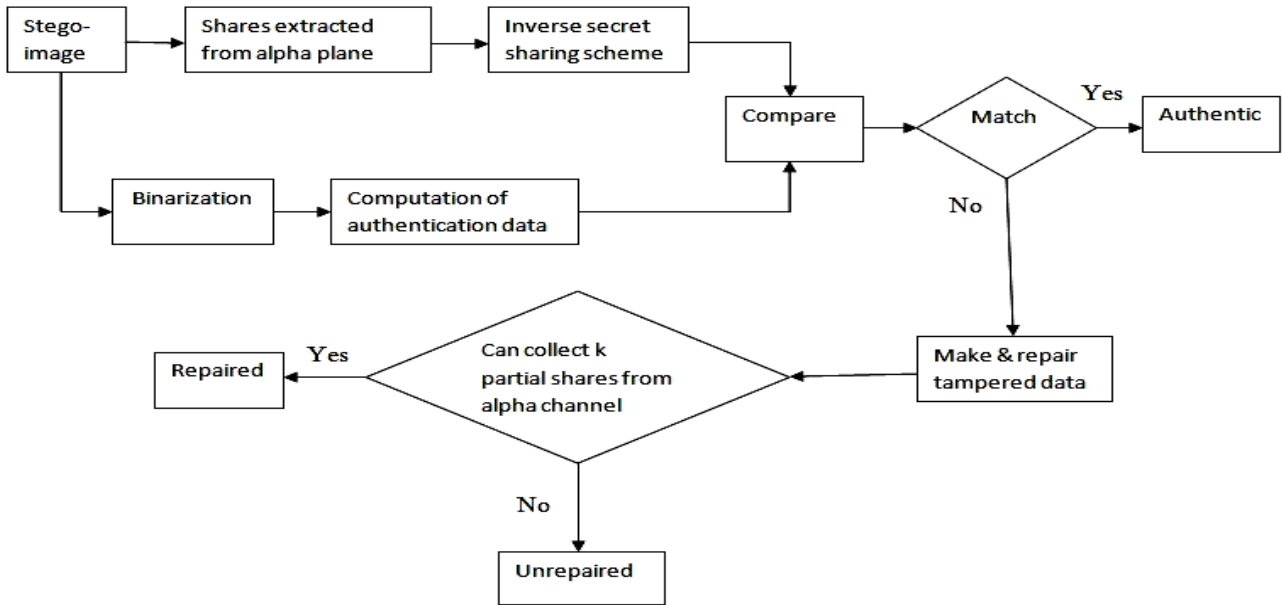 Stego-
image
Shares extracted
from alpha plane
Inverse secret
sharing scheme
Compare
Match
Yes
Authentic
Binarization
Computation of
authentication data
No
Make & repair
tampered data
Can collect k
partial shares from
alpha channel
Yes
Repaired
No
Unrepaired